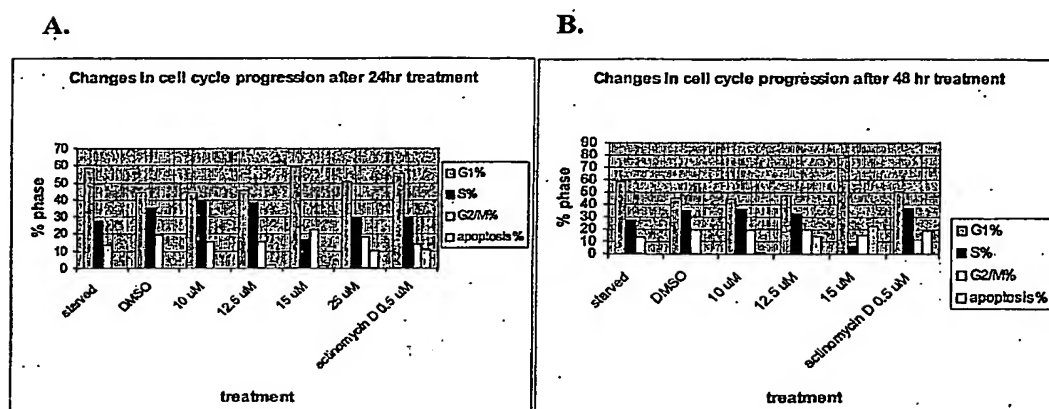 A.
Changes in cell cycle progression after 24hr treatment
% phase
70
60
50
40
30
20
10
0
starved
DMSO
10 uM
12.5 uM
15 uM
25 uM
actinomycin D 0.5 uM
treatment
G1%
S%
G2/M%
apoptosis%
B.
Changes in cell cycle progression after 48 hr treatment
% phase
90
80
70
60
50
40
30
20
10
0
starved
DMSO
10 uM
12.5 uM
15 uM
actinomycin D 0.5 uM
treatment
G1%
S%
G2/M%
apoptosis%